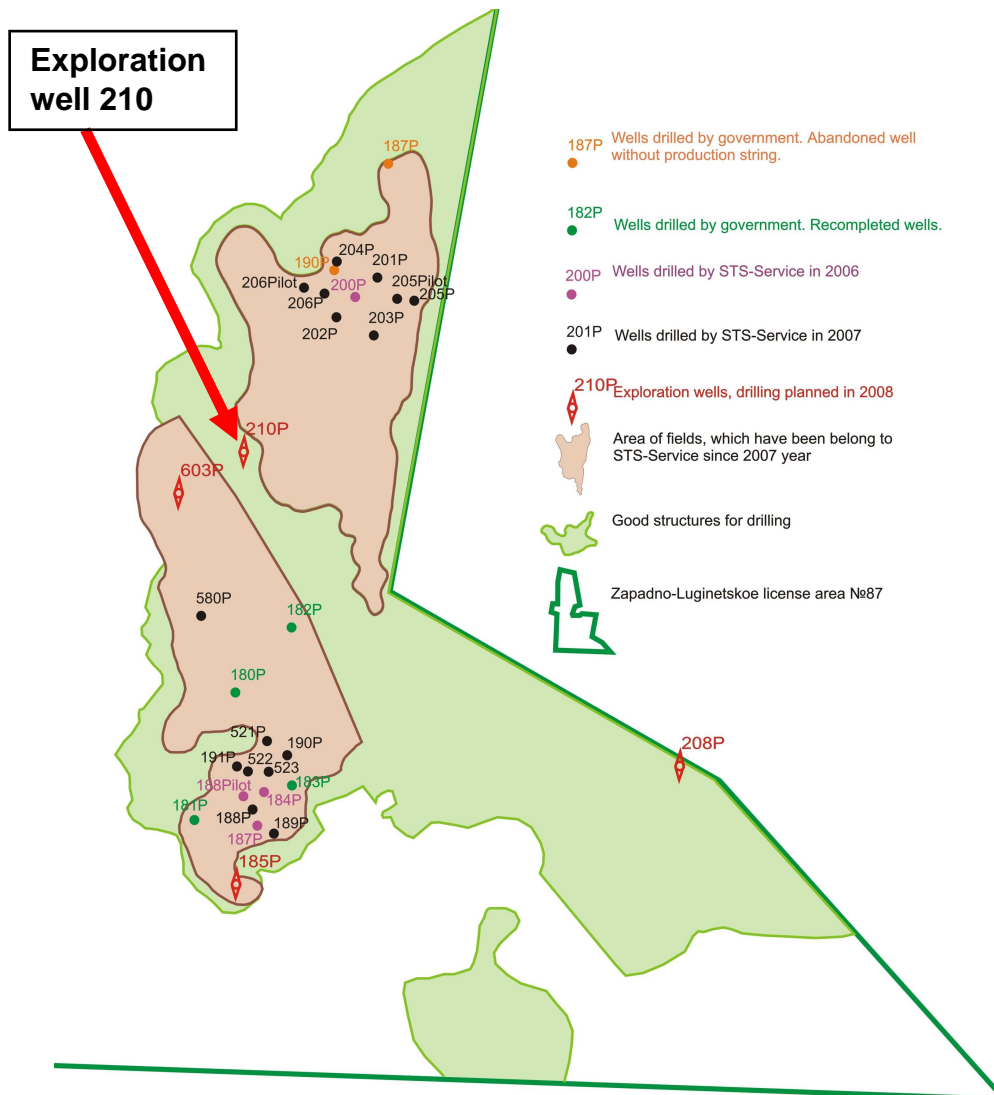 Exploration
well 210
187P
204P
190P
201P
206Pilot
200P
205Pilot
206P
205P
202P
203P
210P
603P
580P
182P
180P
521P
190P
191P
522
523
188Pilot
183P
184P
181P
188P
189P
187P
185P
208P
187P
Wells drilled by government. Abandoned well
without production string.
182P
Wells drilled by government. Recompleted wells.
200P
Wells drilled by STS-Service in 2006
201P
Wells drilled by STS-Service in 2007
210P
Exploration wells, drilling planned in 2008
Area of fields, which have been belong to
STS-Service since 2007 year
Good structures for drilling
Zapadno-Luginetskoe license area №87